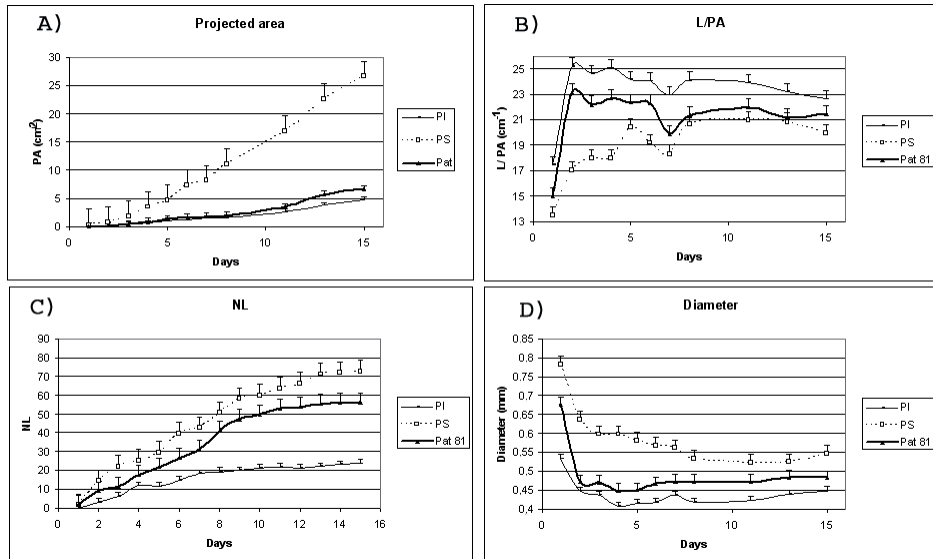 A)
Projected area
PA (cm²)
30
25
20
15
10
5
0
0 5 10 15
Days
PI
PS
Pat
B)
L/PA
L/ PA (cm⁻¹)
25
23
21
19
17
15
13
0 5 10 15
Days
PI
PS
Pat 81
C)
NL
NL
90
80
70
60
50
40
30
20
10
0
0 2 4 6 8 10 12 14 16
Days
PI
PS
Pat 81
D)
Diameter
Diameter (mm)
0.85
0.8
0.75
0.7
0.65
0.6
0.55
0.5
0.45
0.4
0 5 10 15
Days
PI
PS
Pat 81